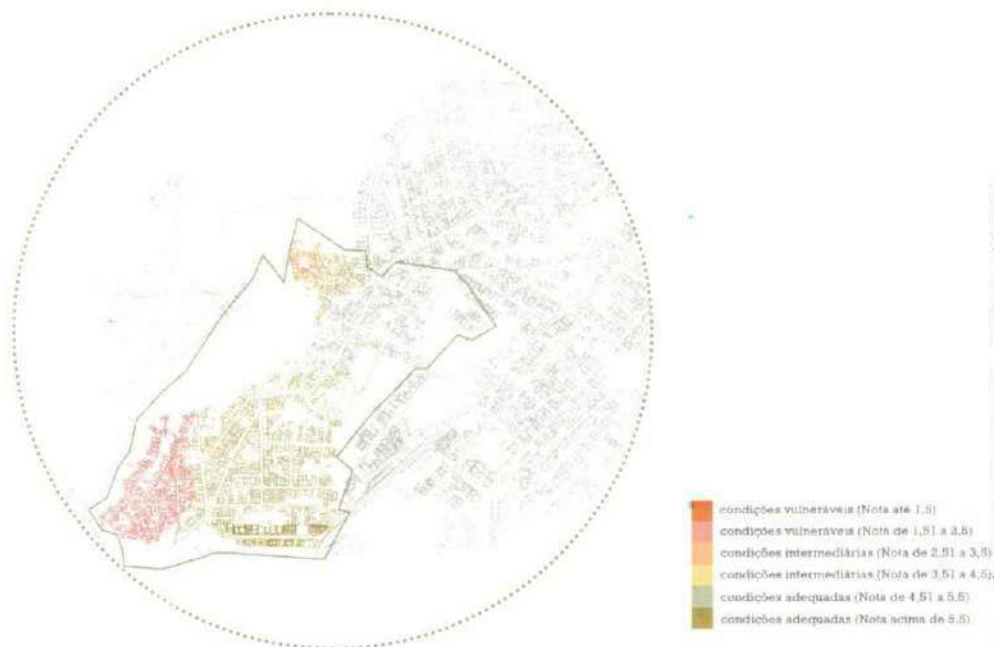 condições vulneráveis (Nota até 1,5)
condições vulneráveis (Nota de 1,51 a 2,5)
condições intermediárias (Nota de 2,51 a 3,5)
condições intermediárias (Nota de 3,51 a 4,5).
condições adequadas (Nota de 4,51 a 5,5)
condições adequadas (Nota acima de 5,5)